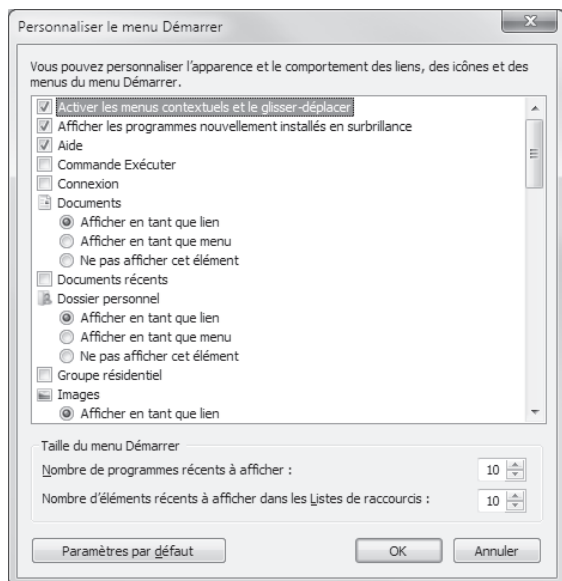 Personnaliser le menu Démarrer
Vous pouvez personnaliser l'apparence et le comportement des liens, des icônes et des
menus du menu Démarrer.
Activer les menus contextuels et le glisser-déplacer
Afficher les programmes nouvellement installés en surbrillance
Aide
Commande Exécuter
Connexion
Documents
Afficher en tant que lien
Afficher en tant que menu
Ne pas afficher cet élément
Documents récents
Dossier personnel
Afficher en tant que lien
Afficher en tant que menu
Ne pas afficher cet élément
Groupe résidentiel
Images
Afficher en tant que lien
Taille du menu Démarrer
Nombre de programmes récents à afficher : 10
Nombre d'éléments récents à afficher dans les Listes de raccourcis : 10
Paramètres par défaut OK Annuler